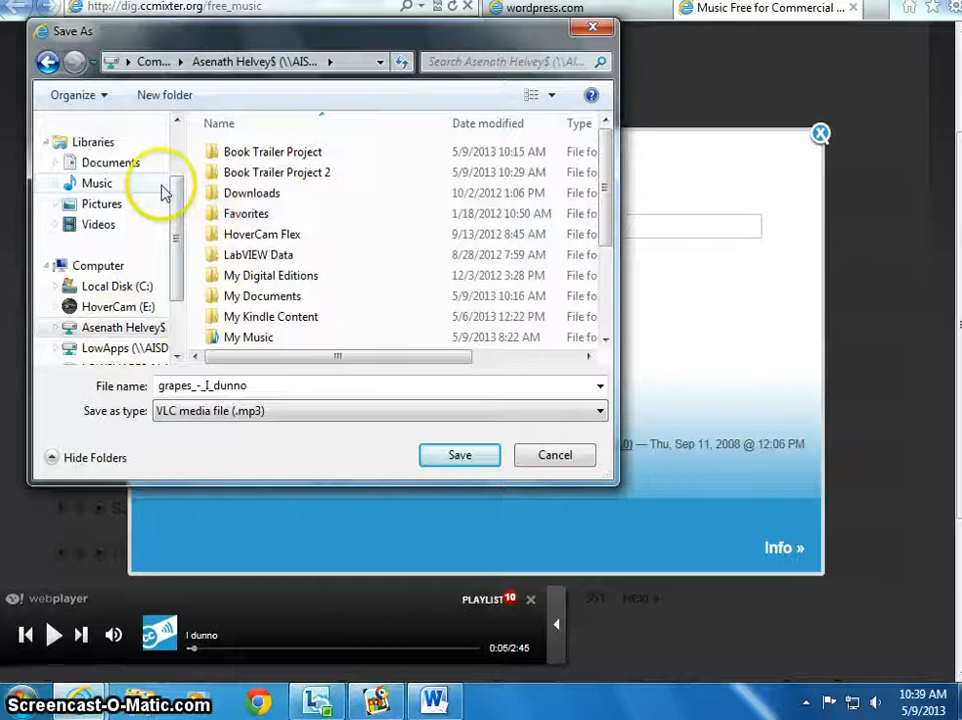 http://dig.ccmixter.org/free_music
wordpress.com
Music Free for Commercial ...
Save As
Com...
Asenath Helvey$ (\\AIS...
Search Asenath Helvey$ (\\AI...
Organize
New folder
Name
Date modified
Type
Libraries
Documents
Music
Pictures
Videos
Computer
Local Disk (C:)
HoverCam (E:)
Asenath Helvey$
LowApps (\\AISD
Book Trailer Project 5/9/2013 10:15 AM File fo
Book Trailer Project 2 5/9/2013 10:29 AM File fo
Downloads 10/2/2012 1:06 PM File fo
Favorites 1/18/2012 10:50 AM File fo
HoverCam Flex 9/13/2012 8:45 AM File fo
LabVIEW Data 8/28/2012 7:59 AM File fo
My Digital Editions 12/3/2012 3:28 PM File fo
My Documents 5/9/2013 10:16 AM File fo
My Kindle Content 5/6/2013 12:22 PM File fo
My Music 5/9/2013 8:22 AM File fo
File name: grapes_-_I_dunno
Save as type: VLC media file (.mp3)
Hide Folders
Save
Cancel
— Thu, Sep 11, 2008 @ 12:06 PM
Info »
351 Next »
Y! webplayer
PLAYLIST 10
I dunno
0:05/2:45
Screencast-O-Matic.com
10:39 AM
5/9/2013